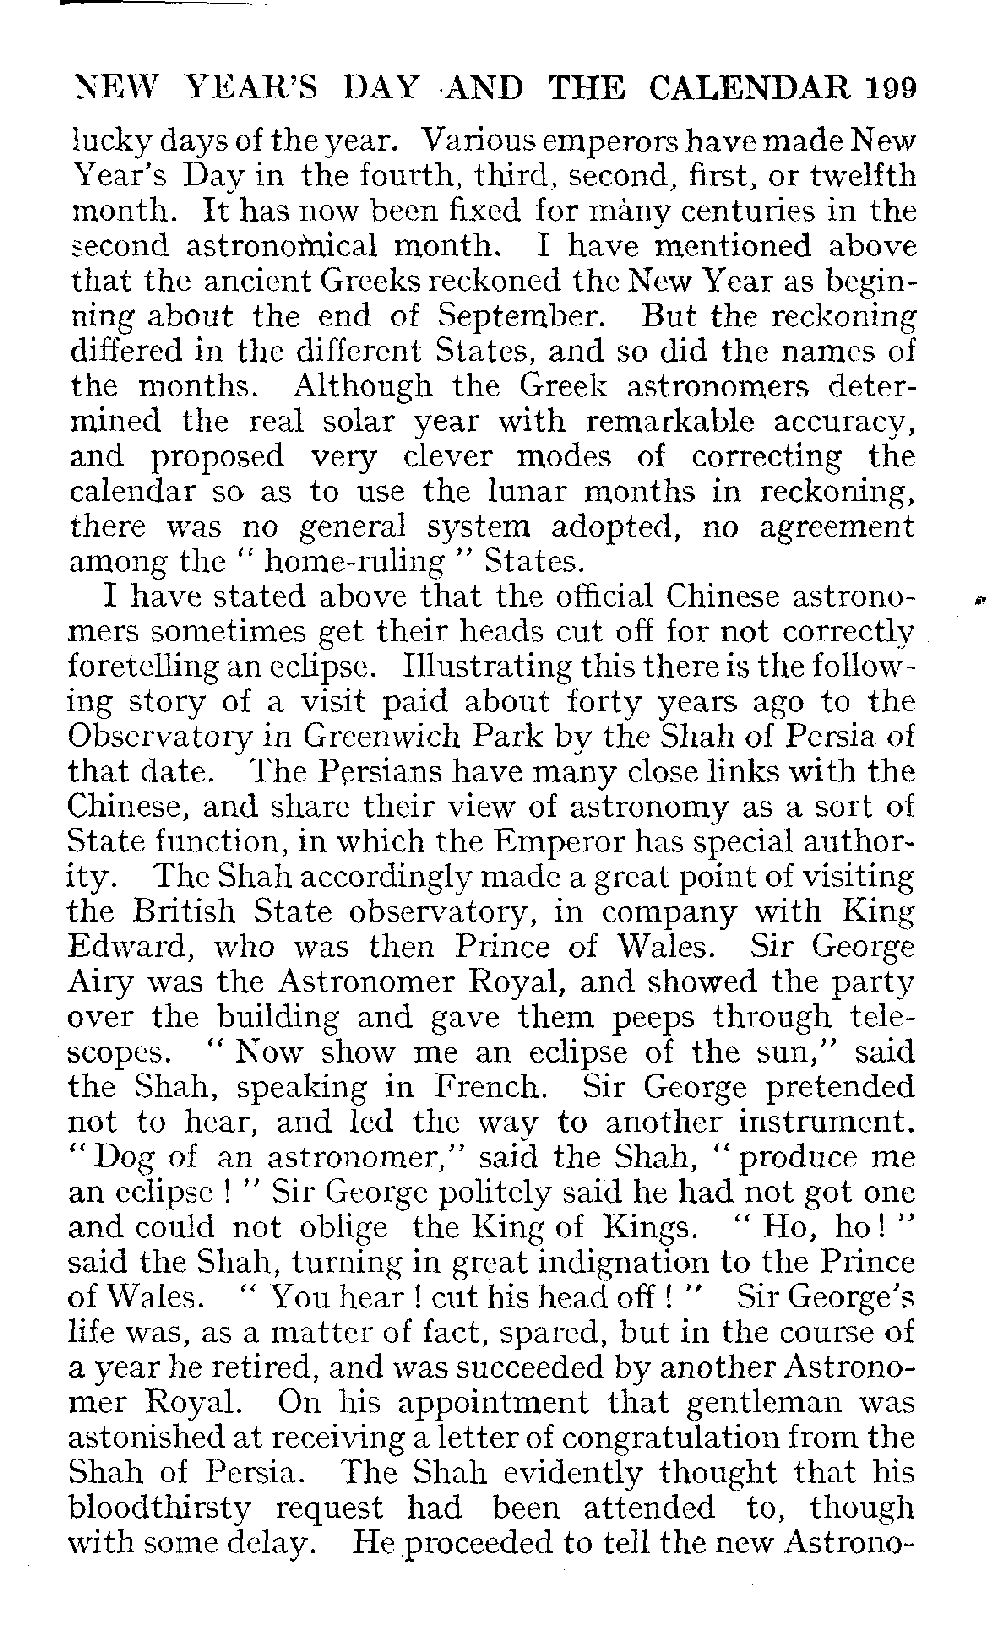 NEW YEAR'S DAY AND THE CALENDAR 199
lucky days of the year. Various emperors have made New
Year's Day in the fourth, third, second, first, or twelfth
month. It has now been fixed for many centuries in the
second astronomical month. I have mentioned above
that the ancient Greeks reckoned the New Year as begin-
ning about the end of September. But the reckoning
differed in the different States, and so did the names of
the months. Although the Greek astronomers deter-
mined the real solar year with remarkable accuracy,
and proposed very clever modes of correcting the
calendar so as to use the lunar months in reckoning,
there was no general system adopted, no agreement
among the " home-ruling " States.
I have stated above that the official Chinese astrono-
mers sometimes get their heads cut off for not correctly
foretelling an eclipse. Illustrating this there is the follow-
ing story of a visit paid about forty years ago to the
Observatory in Greenwich Park by the Shah of Persia of
that date. The Persians have many close links with the
Chinese, and share their view of astronomy as a sort of
State function, in which the Emperor has special author-
ity. The Shah accordingly made a great point of visiting
the British State observatory, in company with King
Edward, who was then Prince of Wales. Sir George
Airy was the Astronomer Royal, and showed the party
over the building and gave them peeps through tele-
scopes. " Now show me an eclipse of the sun," said
the Shah, speaking in French. Sir George pretended
not to hear, and led the way to another instrument.
" Dog of an astronomer," said the Shah, " produce me
an eclipse ! " Sir George politely said he had not got one
and could not oblige the King of Kings. " Ho, ho ! "
said the Shah, turning in great indignation to the Prince
of Wales. " You hear ! cut his head off ! " Sir George's
life was, as a matter of fact, spared, but in the course of
a year he retired, and was succeeded by another Astrono-
mer Royal. On his appointment that gentleman was
astonished at receiving a letter of congratulation from the
Shah of Persia. The Shah evidently thought that his
bloodthirsty request had been attended to, though
with some delay. He proceeded to tell the new Astrono-